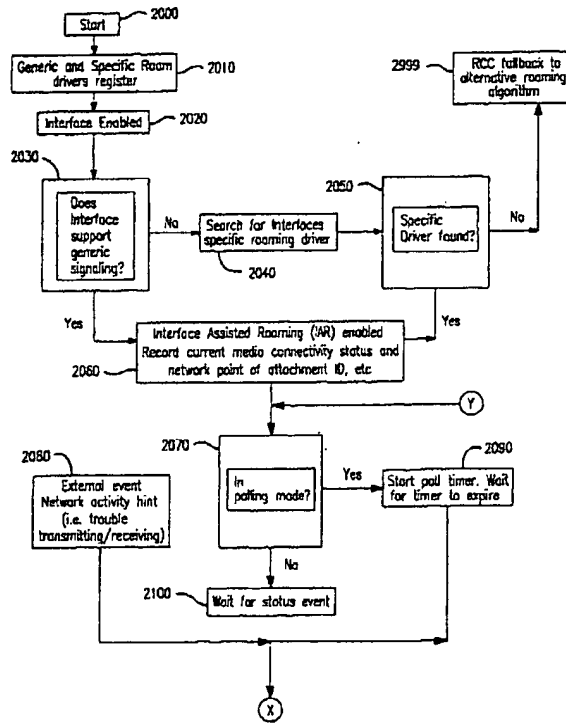 Start
2000
Generic and Specific Roam
drivers register
2010
Interface Enabled
2020
2999
RCC fallback to
alternative roaming
algorithm
2030
Does
Interface
support
generic
signaling?
No
Search for Interfaces
specific roaming driver
2040
2050
Specific
Driver found?
No
Yes
Yes
2060
Interface Assisted Roaming (IAR) enabled
Record current media connectivity status and
network point of attachment ID, etc
Y
2070
In
polling mode?
Yes
2090
Start poll timer. Wait
for timer to expire
2080
External event
Network activity hint
(i.e. trouble
transmitting/receiving)
No
2100
Wait for status event
X